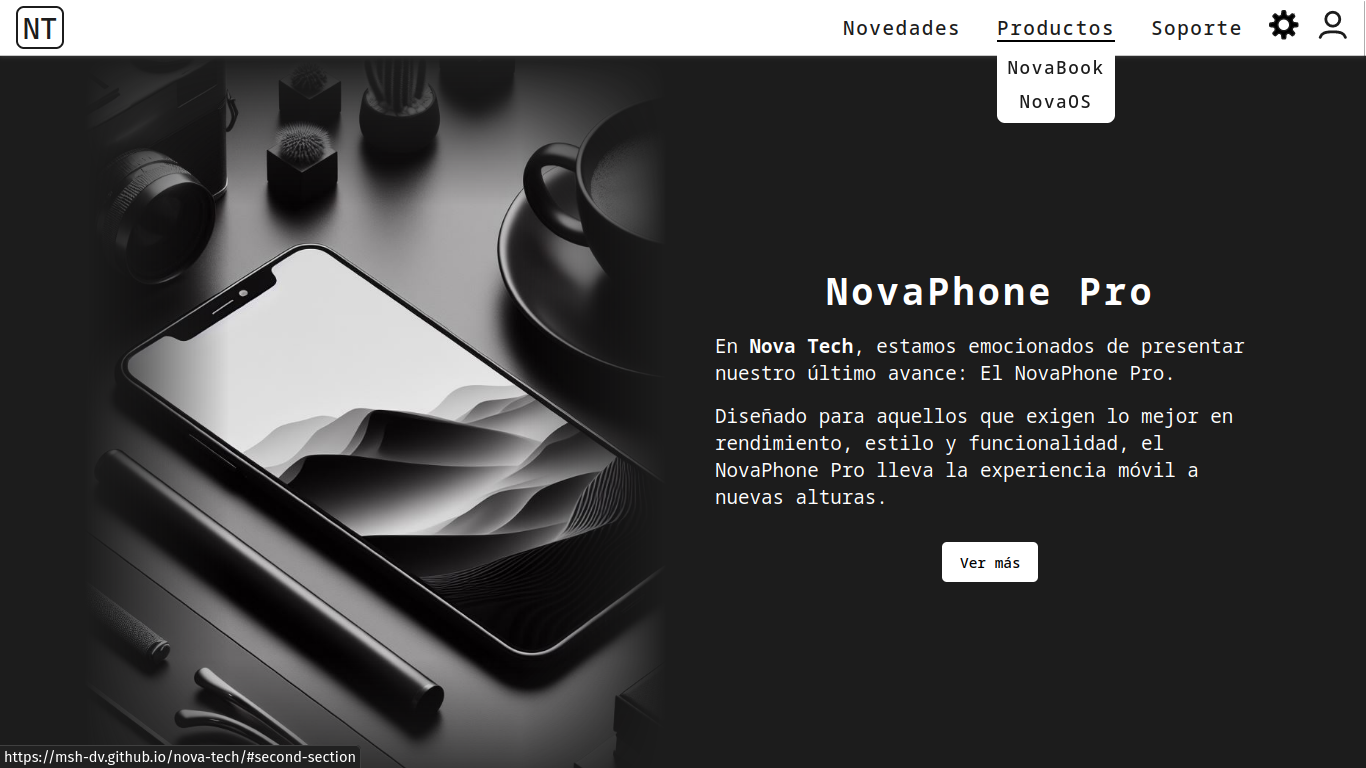 NT
Novedades Productos Soporte
NovaBook
NovaOS
NovaPhone Pro
En Nova Tech, estamos emocionados de presentar
nuestro último avance: El NovaPhone Pro.
Diseñado para aquellos que exigen lo mejor en
rendimiento, estilo y funcionalidad, el
NovaPhone Pro lleva la experiencia móvil a
nuevas alturas.
Ver más
https://msh-dv.github.io/nova-tech/#second-section